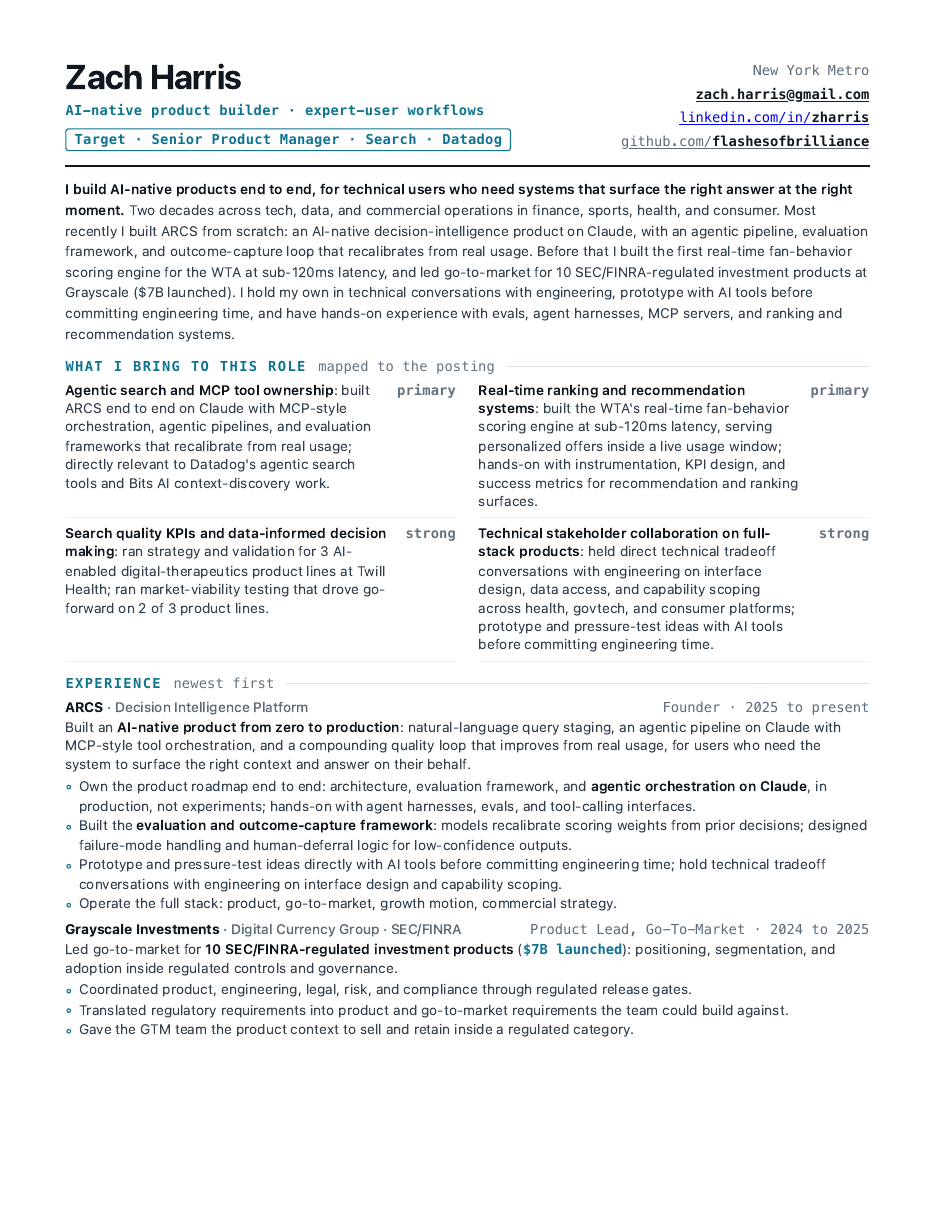 Zach Harris
AI-native product builder · expert-user workflows
Target · Senior Product Manager · Search · Datadog
New York Metro
zach.harris@gmail.com
linkedin.com/in/zharris
github.com/flashesofbrilliance
I build AI-native products end to end, for technical users who need systems that surface the right answer at the right
moment. Two decades across tech, data, and commercial operations in finance, sports, health, and consumer. Most
recently I built ARCS from scratch: an AI-native decision-intelligence product on Claude, with an agentic pipeline, evaluation
framework, and outcome-capture loop that recalibrates from real usage. Before that I built the first real-time fan-behavior
scoring engine for the WTA at sub-120ms latency, and led go-to-market for 10 SEC/FINRA-regulated investment products at
Grayscale ($7B launched). I hold my own in technical conversations with engineering, prototype with AI tools before
committing engineering time, and have hands-on experience with evals, agent harnesses, MCP servers, and ranking and
recommendation systems.
WHAT I BRING TO THIS ROLE mapped to the posting
Agentic search and MCP tool ownership: built primary
ARCS end to end on Claude with MCP-style
orchestration, agentic pipelines, and evaluation
frameworks that recalibrate from real usage;
directly relevant to Datadog's agentic search
tools and Bits AI context-discovery work.
Real-time ranking and recommendation primary
systems: built the WTA's real-time fan-behavior
scoring engine at sub-120ms latency, serving
personalized offers inside a live usage window;
hands-on with instrumentation, KPI design, and
success metrics for recommendation and ranking
surfaces.
Search quality KPIs and data-informed decision strong
making: ran strategy and validation for 3 AI-
enabled digital-therapeutics product lines at Twill
Health; ran market-viability testing that drove go-
forward on 2 of 3 product lines.
Technical stakeholder collaboration on full- strong
stack products: held direct technical tradeoff
conversations with engineering on interface
design, data access, and capability scoping
across health, govtech, and consumer platforms;
prototype and pressure-test ideas with AI tools
before committing engineering time.
EXPERIENCE newest first
ARCS · Decision Intelligence Platform Founder · 2025 to present
Built an AI-native product from zero to production: natural-language query staging, an agentic pipeline on Claude with
MCP-style tool orchestration, and a compounding quality loop that improves from real usage, for users who need the
system to surface the right context and answer on their behalf.
Own the product roadmap end to end: architecture, evaluation framework, and agentic orchestration on Claude, in
production, not experiments; hands-on with agent harnesses, evals, and tool-calling interfaces.
Built the evaluation and outcome-capture framework: models recalibrate scoring weights from prior decisions; designed
failure-mode handling and human-deferral logic for low-confidence outputs.
Prototype and pressure-test ideas directly with AI tools before committing engineering time; hold technical tradeoff
conversations with engineering on interface design and capability scoping.
Operate the full stack: product, go-to-market, growth motion, commercial strategy.
Grayscale Investments · Digital Currency Group · SEC/FINRA Product Lead, Go-To-Market · 2024 to 2025
Led go-to-market for 10 SEC/FINRA-regulated investment products ($7B launched): positioning, segmentation, and
adoption inside regulated controls and governance.
Coordinated product, engineering, legal, risk, and compliance through regulated release gates.
Translated regulatory requirements into product and go-to-market requirements the team could build against.
Gave the GTM team the product context to sell and retain inside a regulated category.